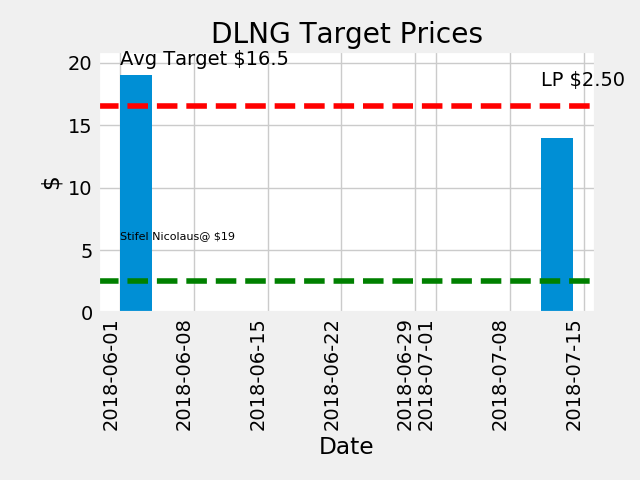 DLNG Target Prices
Avg Target $16.5
LP $2.50
Stifel Nicolaus@ $19
$
20
15
10
5
0
2018-06-01
2018-06-08
2018-06-15
2018-06-22
2018-06-29
2018-07-01
2018-07-08
2018-07-15
Date